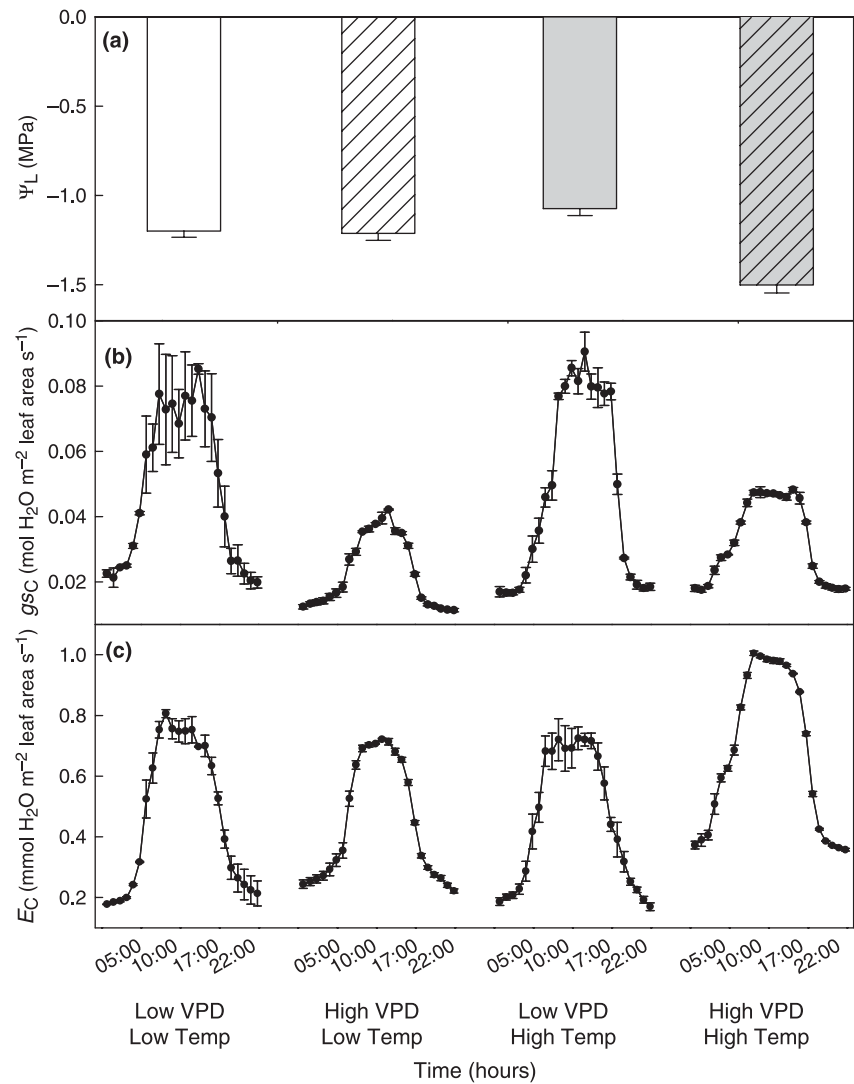 (a)
0.0
−0.5
−1.0
−1.5
Ψ_L (MPa)
(b)
0.10
0.08
0.06
0.04
0.02
gs_C (mol H₂O m⁻² leaf area s⁻¹)
(c)
1.0
0.8
0.6
0.4
0.2
E_C (mmol H₂O m⁻² leaf area s⁻¹)
05:00 10:00 17:00 22:00 05:00 10:00 17:00 22:00 05:00 10:00 17:00 22:00 05:00 10:00 17:00 22:00
Low VPD High VPD Low VPD High VPD
Low Temp Low Temp High Temp High Temp
Time (hours)